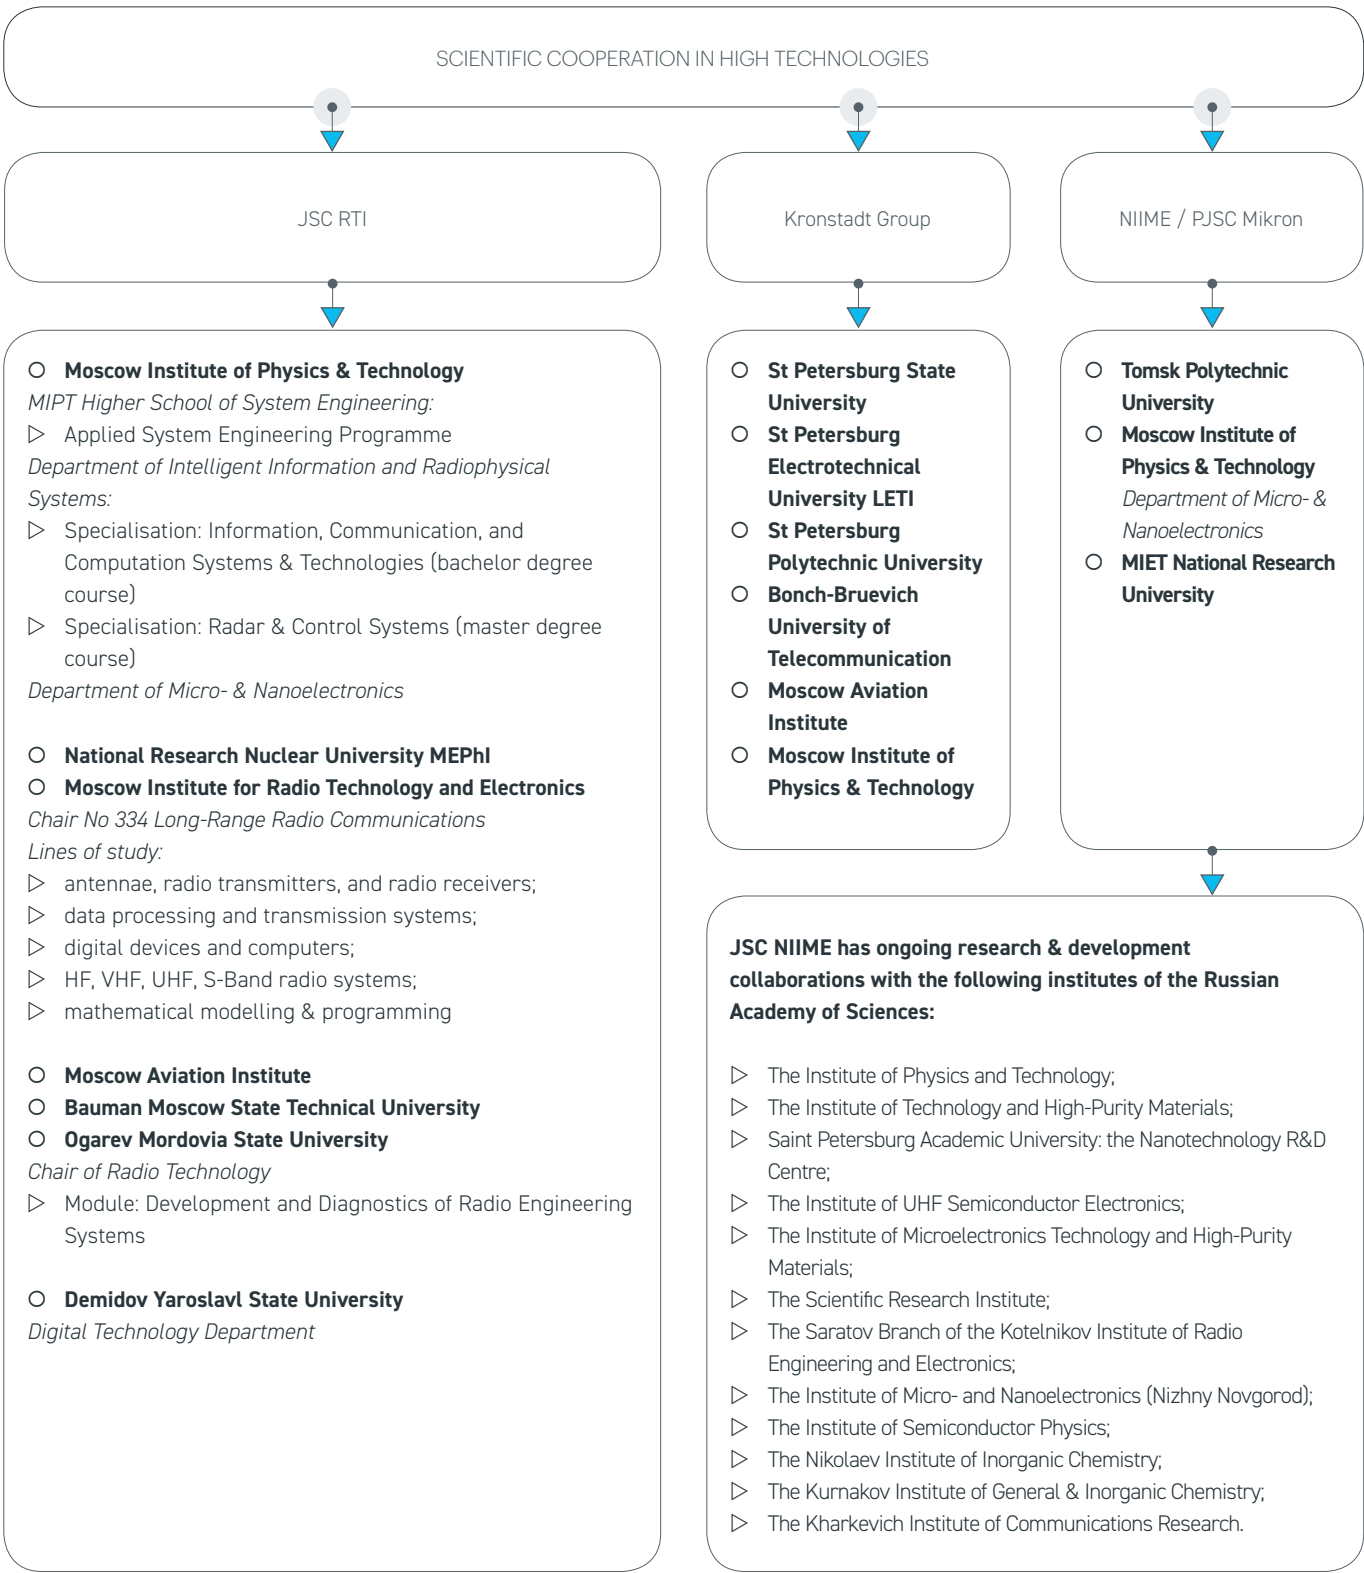 SCIENTIFIC COOPERATION IN HIGH TECHNOLOGIES
JSC RTI
Kronstadt Group
NIIME / PJSC Mikron
Moscow Institute of Physics & Technology
MIPT Higher School of System Engineering:
Applied System Engineering Programme
Department of Intelligent Information and Radiophysical
Systems:
Specialisation: Information, Communication, and
Computation Systems & Technologies (bachelor degree
course)
Specialisation: Radar & Control Systems (master degree
course)
Department of Micro- & Nanoelectronics
National Research Nuclear University MEPhI
Moscow Institute for Radio Technology and Electronics
Chair No 334 Long-Range Radio Communications
Lines of study:
antennae, radio transmitters, and radio receivers;
data processing and transmission systems;
digital devices and computers;
HF, VHF, UHF, S-Band radio systems;
mathematical modelling & programming
Moscow Aviation Institute
Bauman Moscow State Technical University
Ogarev Mordovia State University
Chair of Radio Technology
Module: Development and Diagnostics of Radio Engineering
Systems
Demidov Yaroslavl State University
Digital Technology Department
St Petersburg State
University
St Petersburg
Electrotechnical
University LETI
St Petersburg
Polytechnic University
Bonch-Bruevich
University of
Telecommunication
Moscow Aviation
Institute
Moscow Institute of
Physics & Technology
Tomsk Polytechnic
University
Moscow Institute of
Physics & Technology
Department of Micro- &
Nanoelectronics
MIET National Research
University
JSC NIIME has ongoing research & development
collaborations with the following institutes of the Russian
Academy of Sciences:
The Institute of Physics and Technology;
The Institute of Technology and High-Purity Materials;
Saint Petersburg Academic University: the Nanotechnology R&D
Centre;
The Institute of UHF Semiconductor Electronics;
The Institute of Microelectronics Technology and High-Purity
Materials;
The Scientific Research Institute;
The Saratov Branch of the Kotelnikov Institute of Radio
Engineering and Electronics;
The Institute of Micro- and Nanoelectronics (Nizhny Novgorod);
The Institute of Semiconductor Physics;
The Nikolaev Institute of Inorganic Chemistry;
The Kurnakov Institute of General & Inorganic Chemistry;
The Kharkevich Institute of Communications Research.